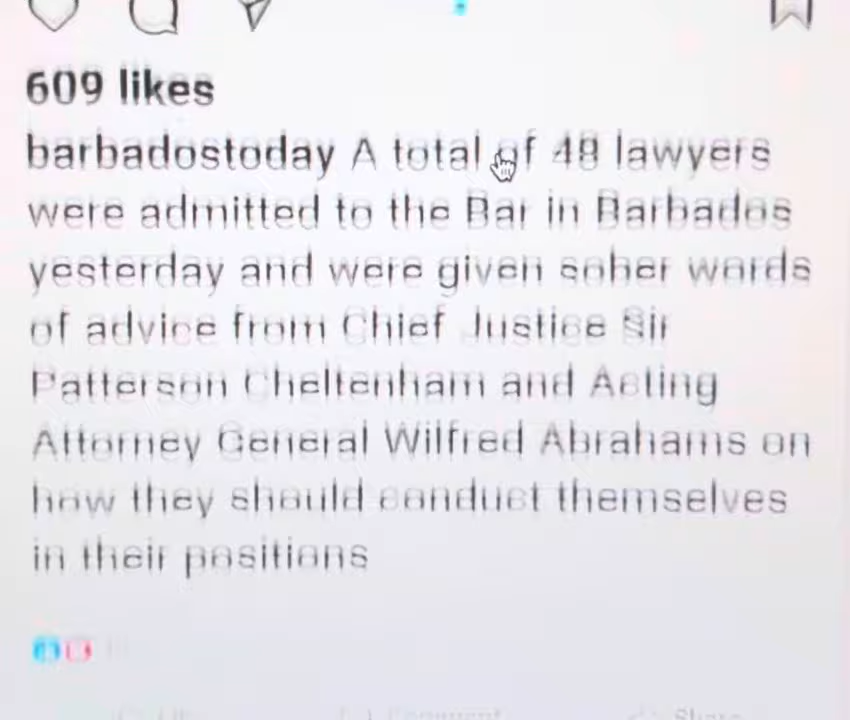 609 likes
barbadostoday A total of 48 lawyers
were admitted to the Bar in Barbados
yesterday and were given sober words
of advice from Chief Justice Sir
Patterson Cheltenham and Acting
Attorney General Wilfred Abrahams on
how they should conduct themselves
in their positions
Comment Share